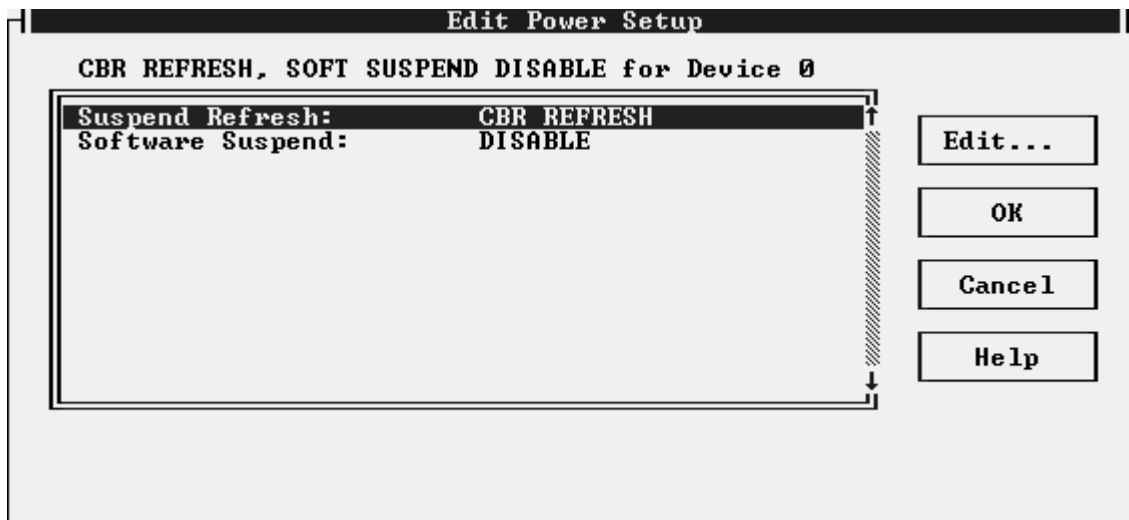 Edit Power Setup
CBR REFRESH, SOFT SUSPEND DISABLE for Device 0
Suspend Refresh: CBR REFRESH
Software Suspend: DISABLE
Edit...
OK
Cancel
Help